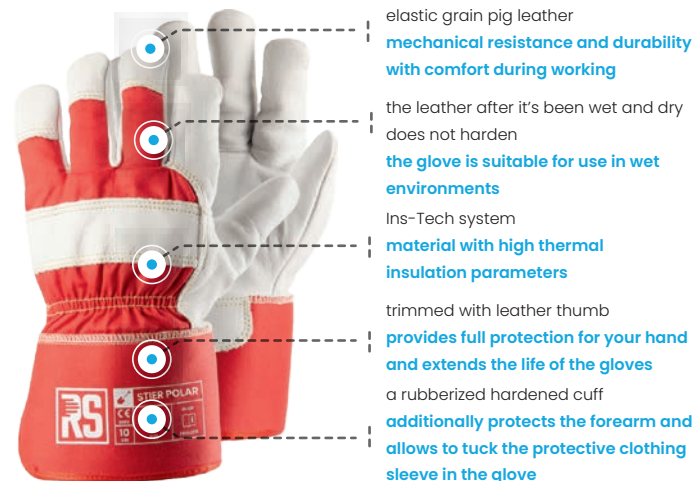 elastic grain pig leather
mechanical resistance and durability
with comfort during working
the leather after it's been wet and dry
does not harden
the glove is suitable for use in wet
environments
Ins-Tech system
material with high thermal
insulation parameters
trimmed with leather thumb
provides full protection for your hand
and extends the life of the gloves
a rubberized hardened cuff
additionally protects the forearm and
allows to tuck the protective clothing
sleeve in the glove
RS
STIER POLAR
CE
10